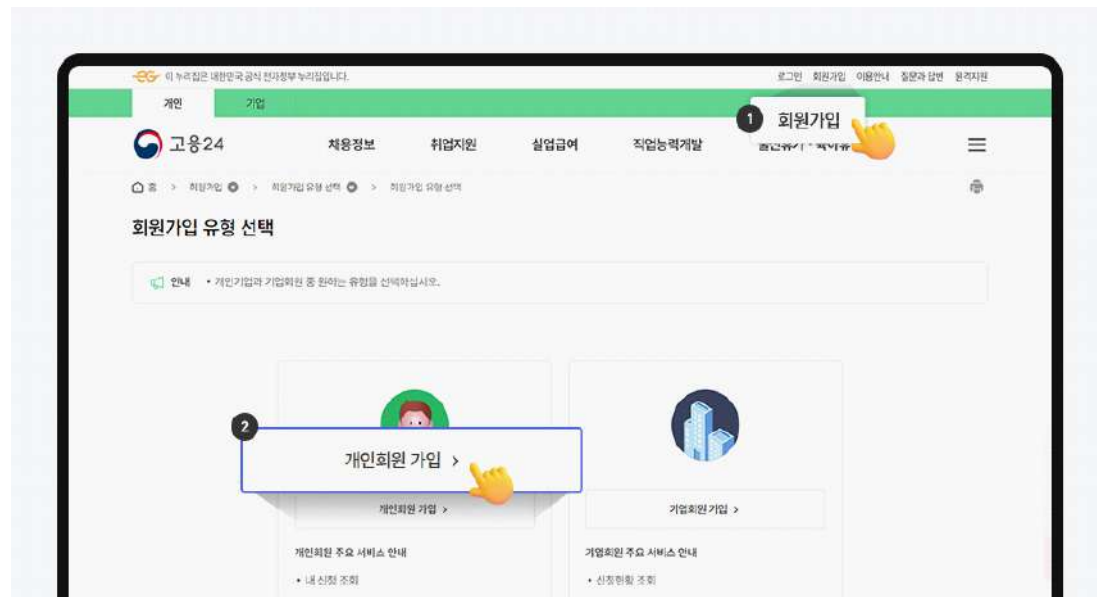 이 누리집은 대한민국 공식 전자정부 누리집입니다.
로그인 회원가입 이용안내 질문과 답변 원격지원
개인 기업
1 회원가입
고용24 채용정보 취업지원 실업급여 직업능력개발
홈 > 회원가입 > 회원가입 유형 선택 > 회원가입 유형 선택
회원가입 유형 선택
안내 • 개인기업과 기업회원 중 원하는 유형을 선택하십시오.
2
개인회원 가입 >
개인회원 가입 >
기업회원 가입 >
개인회원 주요 서비스 안내
• 내 신청 조회
기업회원 주요 서비스 안내
• 신청현황 조회